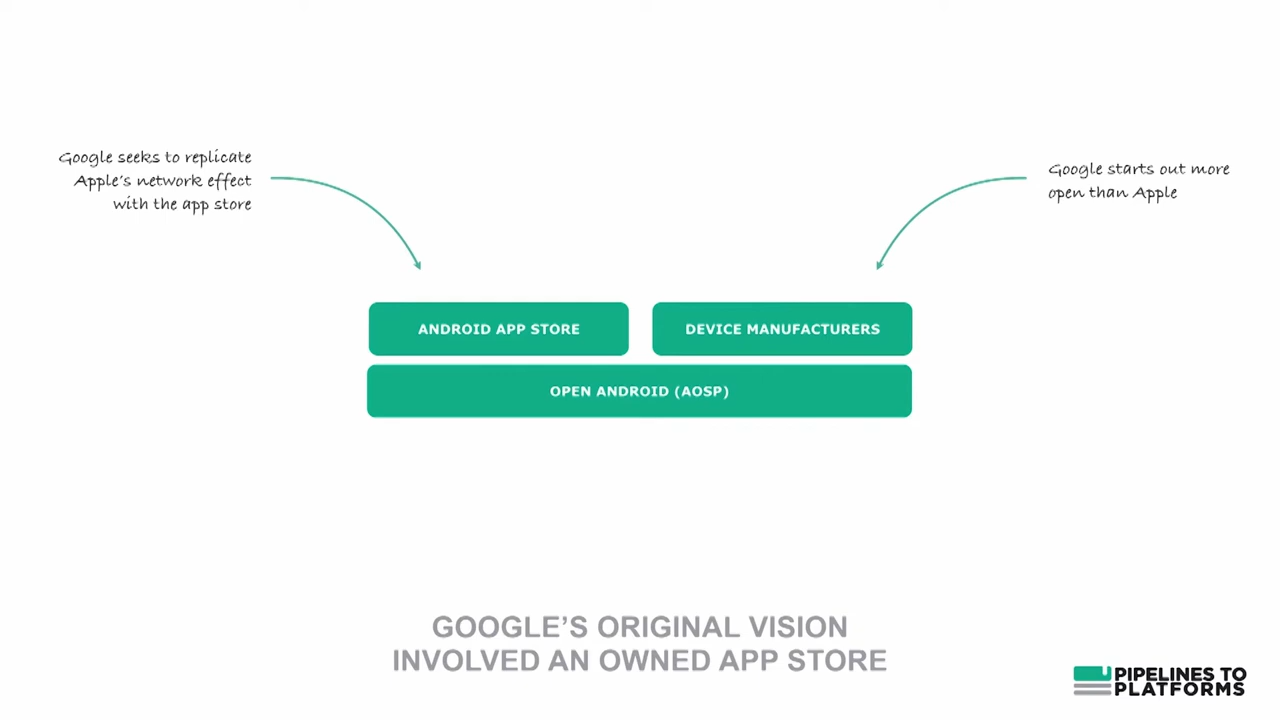 Google seeks to replicate
Apple's network effect
with the app store
Google starts out more
open than Apple
ANDROID APP STORE
DEVICE MANUFACTURERS
OPEN ANDROID (AOSP)
GOOGLE’S ORIGINAL VISION
INVOLVED AN OWNED APP STORE
PIPELINES TO
PLATFORMS